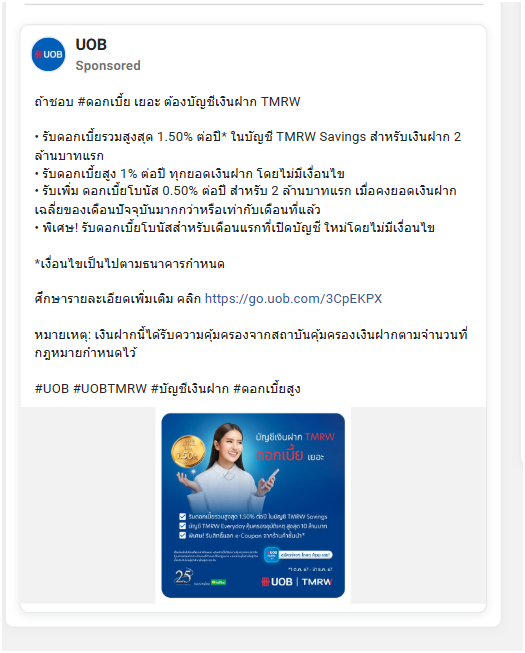 UOB
UOB
Sponsored
ถ้าชอบ #ดอกเบี้ย เยอะ ต้องบัญชีเงินฝาก TMRW
• รับดอกเบี้ยรวมสูงสุด 1.50% ต่อปี* ในบัญชี TMRW Savings สำหรับเงินฝาก 2
ล้านบาทแรก
• รับดอกเบี้ยสูง 1% ต่อปี ทุกยอดเงินฝาก โดยไม่มีเงื่อนไข
• รับเพิ่ม ดอกเบี้ยโบนัส 0.50% ต่อปี สำหรับ 2 ล้านบาทแรก เมื่อคงยอดเงินฝาก
เฉลี่ยของเดือนปัจจุบันมากกว่าหรือเท่ากับเดือนที่แล้ว
• พิเศษ! รับดอกเบี้ยโบนัสสำหรับเดือนแรกที่เปิดบัญชี ใหม่โดยไม่มีเงื่อนไข
*เงื่อนไขเป็นไปตามธนาคารกำหนด
ศึกษารายละเอียดเพิ่มเติม คลิก https://go.uob.com/3CpEKPX
หมายเหตุ: เงินฝากนี้ได้รับความคุ้มครองจากสถาบันคุ้มครองเงินฝากตามจำนวนที่
กฎหมายกำหนดไว้
#UOB #UOBTMRW #บัญชีเงินฝาก #ดอกเบี้ยสูง
บัญชีเงินฝาก TMRW
ดอกเบี้ย เยอะ
1.50%
รับดอกเบี้ยรวมสูงสุด 1.50% ต่อปี ในบัญชี TMRW Savings
บัญชี TMRW Everyday คุ้มครองอุบัติเหตุ สูงสุด 10 ล้านบาท
พิเศษ! รับสิทธิ์แลก e-Coupon จากร้านค้าชั้นนำ*
25
UOB | TMRW